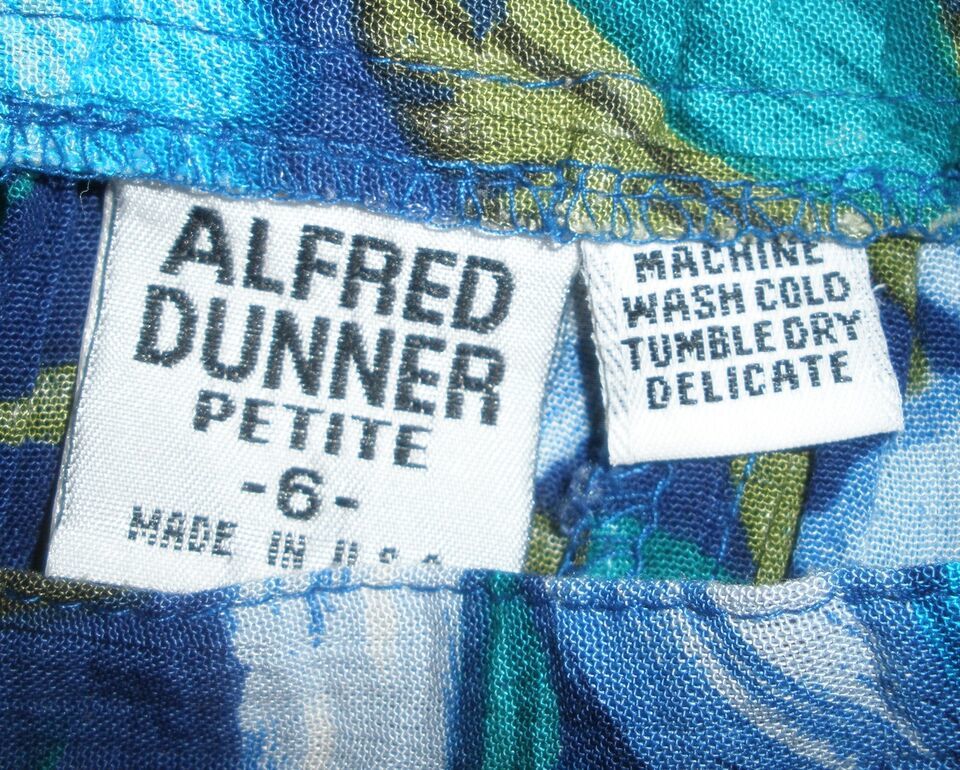 ALFRED
DUNNER
PETITE
-6-
MADE IN U.S.A
MACHINE
WASH COLD
TUMBLE DRY
DELICATE